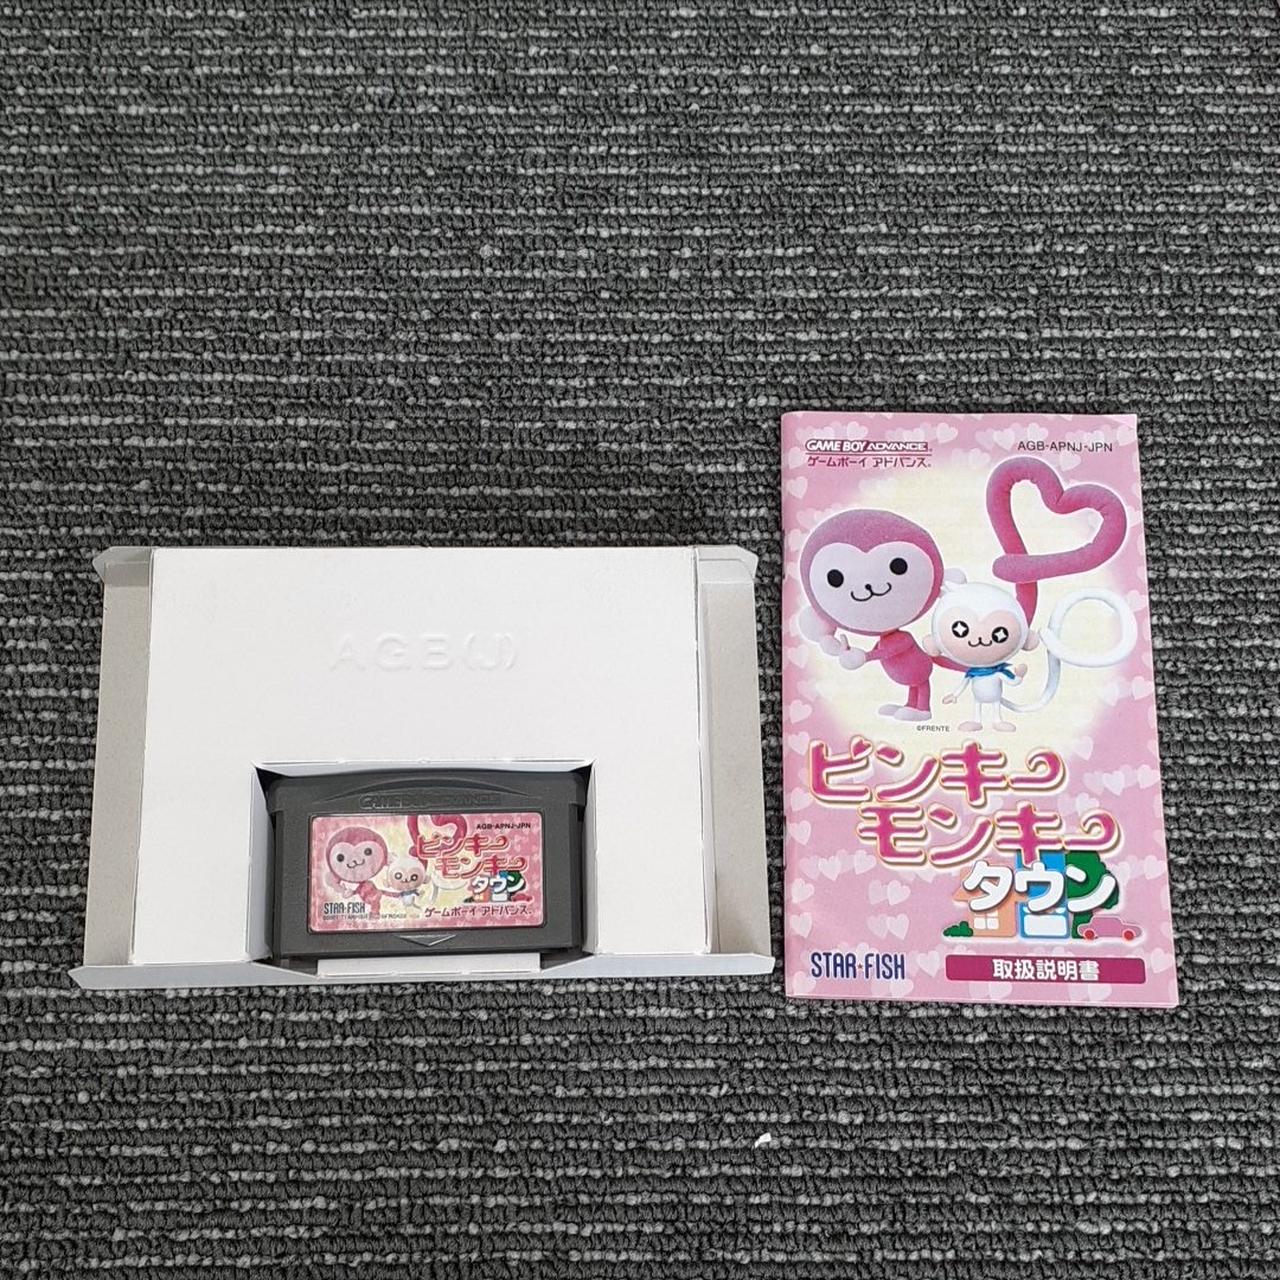 AGB(J)
GAME BOY ADVANCE
AGB-APNJ-JPN
ピンキー
モンキー
タウン
STAR★FISH
ゲームボーイ アドバンス
GAME BOY ADVANCE
ゲームボーイ アドバンス
AGB-APNJ-JPN
©FRENTE
ピンキー
モンキー
タウン
STAR★FISH
取扱説明書